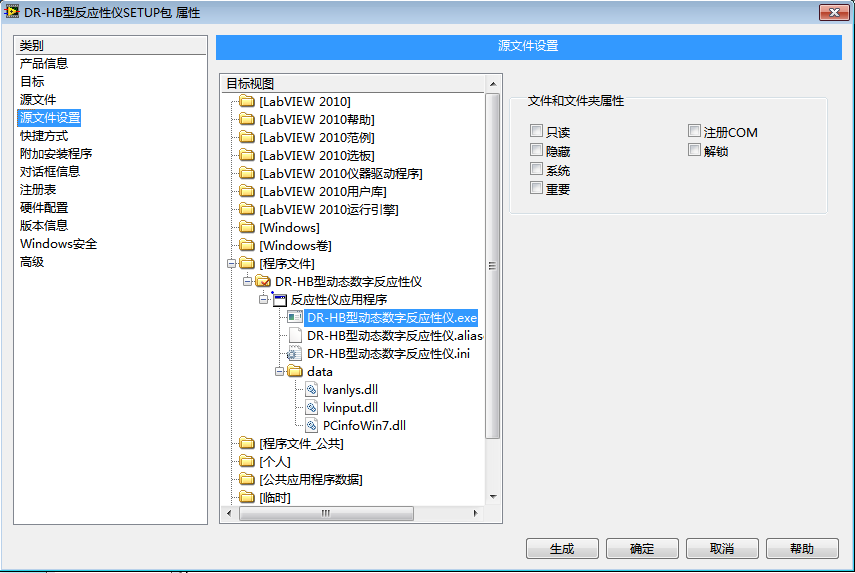 DR-HB型反应性仪SETUP包 属性
类别
产品信息
目标
源文件
源文件设置
快捷方式
附加安装程序
对话框信息
注册表
硬件配置
版本信息
Windows安全
高级
源文件设置
目标视图
[LabVIEW 2010]
[LabVIEW 2010帮助]
[LabVIEW 2010范例]
[LabVIEW 2010选板]
[LabVIEW 2010仪器驱动程序]
[LabVIEW 2010用户库]
[LabVIEW 2010运行引擎]
[Windows]
[Windows卷]
[程序文件]
DR-HB型动态数字反应性仪
反应性仪应用程序
DR-HB型动态数字反应性仪.exe
DR-HB型动态数字反应性仪.alias
DR-HB型动态数字反应性仪.ini
data
lvanlys.dll
lvinput.dll
PCinfoWin7.dll
[程序文件_公共]
[个人]
[公共应用程序数据]
[临时]
文件和文件夹属性
只读
隐藏
系统
重要
注册COM
解锁
生成
确定
取消
帮助